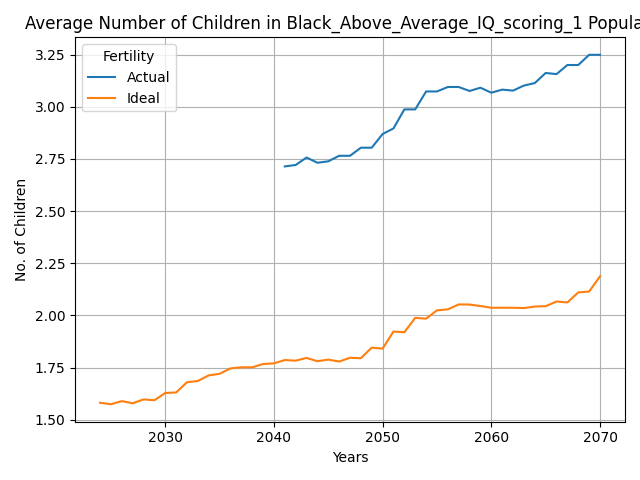 Average Number of Children in Black_Above_Average_IQ_scoring_1 Popula
Fertility
Actual
Ideal
No. of Children
3.25
3.00
2.75
2.50
2.25
2.00
1.75
1.50
2030 2040 2050 2060 2070
Years